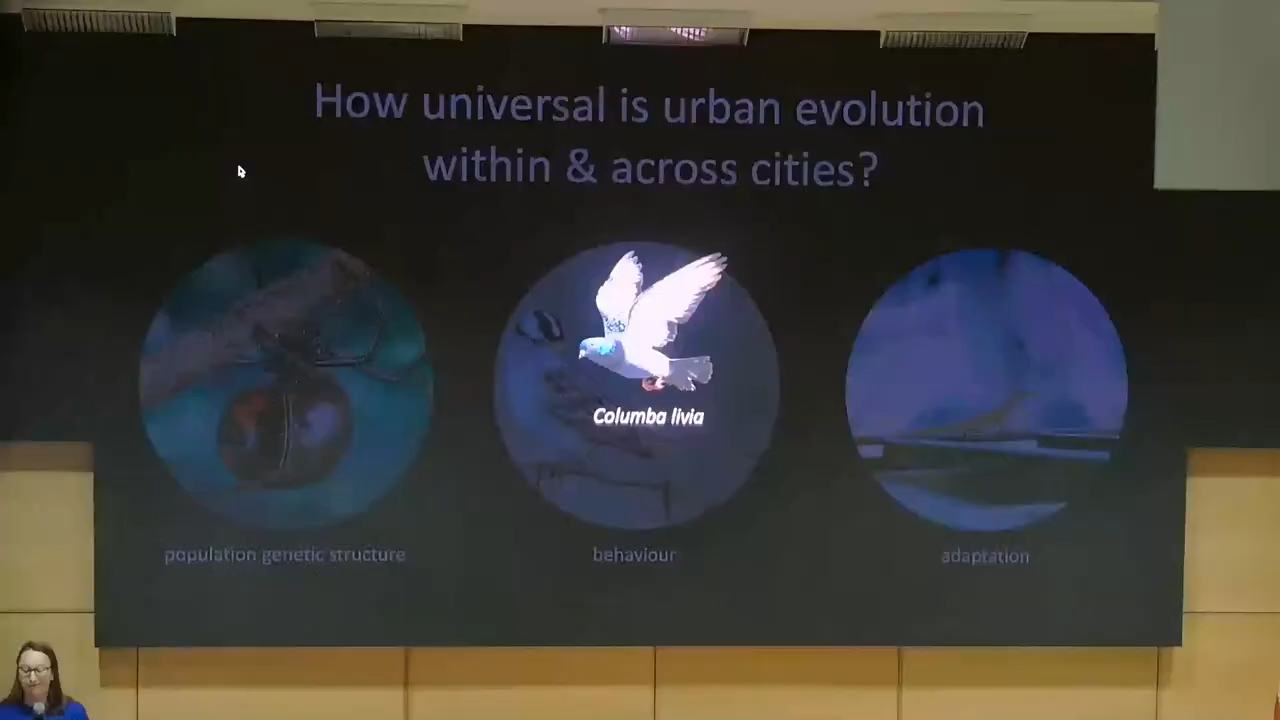 How universal is urban evolution
within & across cities?
Columba livia
population genetic structure
behaviour
adaptation